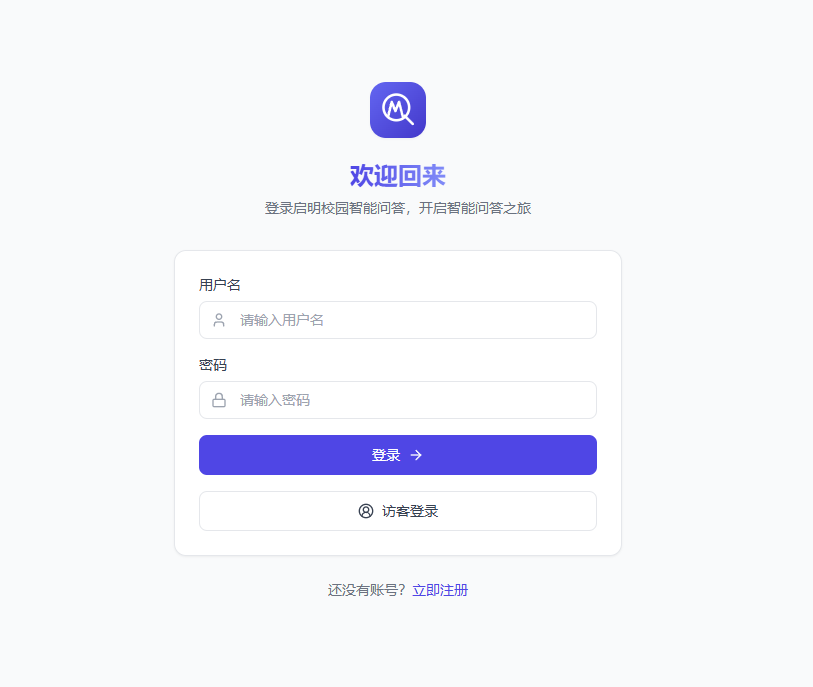 欢迎回来
登录启明校园智能问答，开启智能问答之旅
用户名
请输入用户名
密码
请输入密码
登录
访客登录
还没有账号？立即注册